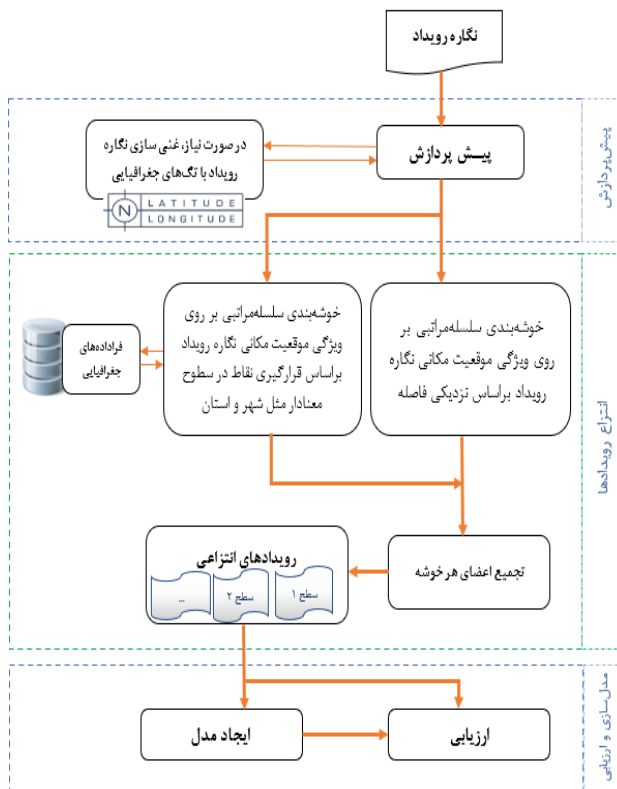 نگاره رویداد
پیش‌پردازش
پیــش پردازش
در صورت نیاز، غنی سازی نگاره
رویداد با تگ‌های جغرافیایی
LATITUDE
N
LONGITUDE
انتزاع رویدادها
خوشه‌بندی سلسله‌مراتبی بر
روی ویژگی موقعیت مکانی نگاره
رویداد براساس نزدیکی فاصله
خوشه‌بندی سلسله‌مراتبی بر روی
ویژگی موقعیت مکانی نگاره رویداد
براساس قرارگیری نقاط در سطوح
معنادار مثل شهر و استان
فراداده‌های
جغرافیایی
تجمیع اعضای هر خوشه
رویدادهای انتزاعی
سطح ۱
سطح ۲
...
مدل‌سازی و ارزیابی
ارزیابی
ایجاد مدل